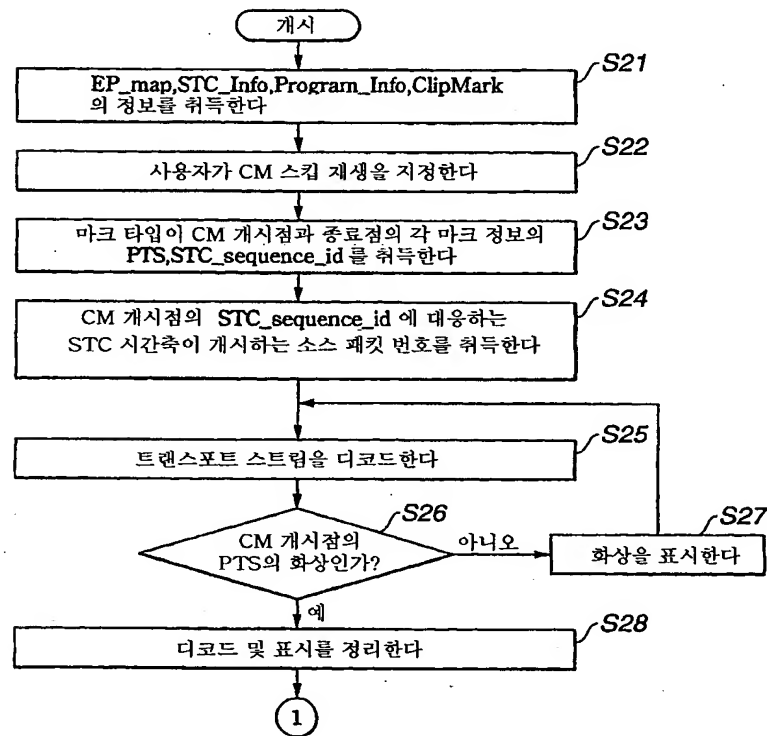 개시
S21
EP_map,STC_Info,Program_Info,ClipMark
의 정보를 취득한다
S22
사용자가 CM 스킵 재생을 지정한다
S23
마크 타입이 CM 개시점과 종료점의 각 마크 정보의
PTS,STC_sequence_id 를 취득한다
S24
CM 개시점의 STC_sequence_id 에 대응하는
STC 시간축이 개시하는 소스 패킷 번호를 취득한다
S25
트랜스포트 스트림을 디코드한다
S26
CM 개시점의
PTS의 화상인가?
아니오
S27
화상을 표시한다
예
S28
디코드 및 표시를 정리한다
1